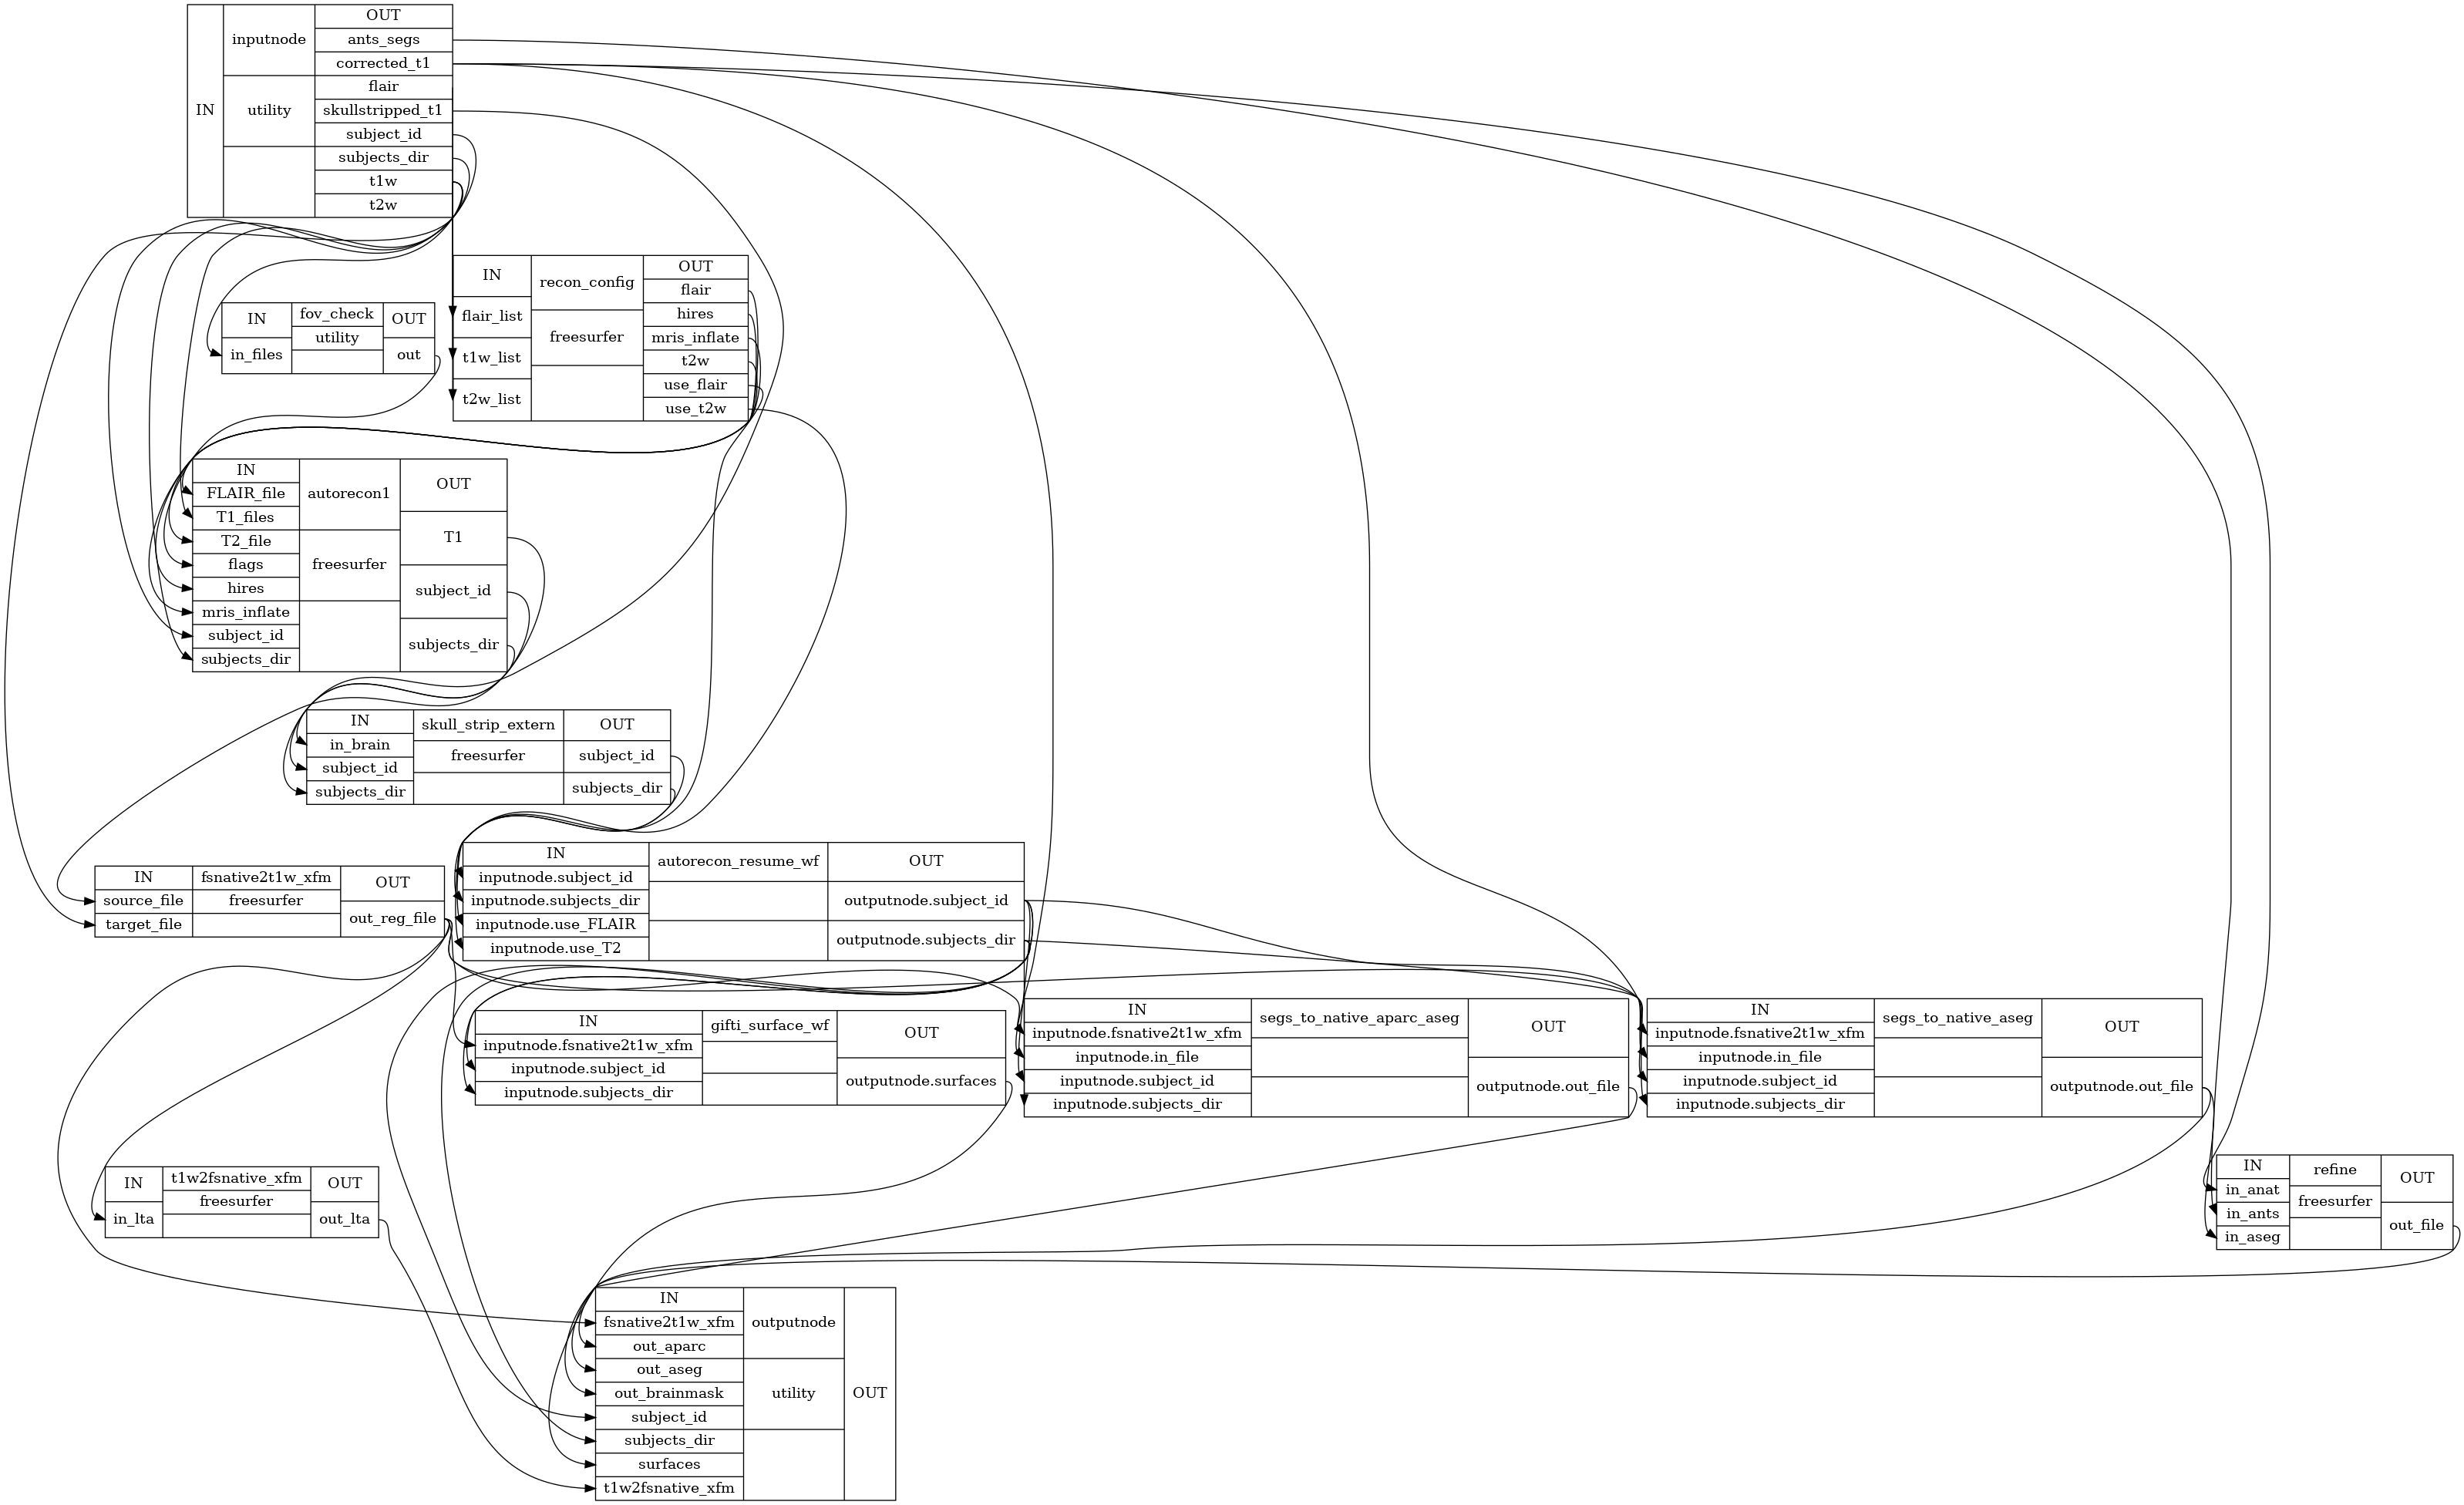 IN
inputnode
utility
OUT
ants_segs
corrected_t1
flair
skullstripped_t1
subject_id
subjects_dir
t1w
t2w
IN
flair_list
t1w_list
t2w_list
recon_config
freesurfer
OUT
flair
hires
mris_inflate
t2w
use_flair
use_t2w
IN
in_files
fov_check
utility
OUT
out
IN
FLAIR_file
T1_files
T2_file
flags
hires
mris_inflate
subject_id
subjects_dir
autorecon1
freesurfer
OUT
T1
subject_id
subjects_dir
IN
in_brain
subject_id
subjects_dir
skull_strip_extern
freesurfer
OUT
subject_id
subjects_dir
IN
source_file
target_file
fsnative2t1w_xfm
freesurfer
OUT
out_reg_file
IN
inputnode.subject_id
inputnode.subjects_dir
inputnode.use_FLAIR
inputnode.use_T2
autorecon_resume_wf
OUT
outputnode.subject_id
outputnode.subjects_dir
IN
inputnode.fsnative2t1w_xfm
inputnode.subject_id
inputnode.subjects_dir
gifti_surface_wf
OUT
outputnode.surfaces
IN
inputnode.fsnative2t1w_xfm
inputnode.in_file
inputnode.subject_id
inputnode.subjects_dir
segs_to_native_aparc_aseg
OUT
outputnode.out_file
IN
inputnode.fsnative2t1w_xfm
inputnode.in_file
inputnode.subject_id
inputnode.subjects_dir
segs_to_native_aseg
OUT
outputnode.out_file
IN
in_lta
t1w2fsnative_xfm
freesurfer
OUT
out_lta
IN
in_anat
in_ants
in_aseg
refine
freesurfer
OUT
out_file
IN
fsnative2t1w_xfm
out_aparc
out_aseg
out_brainmask
subject_id
subjects_dir
surfaces
t1w2fsnative_xfm
outputnode
utility
OUT